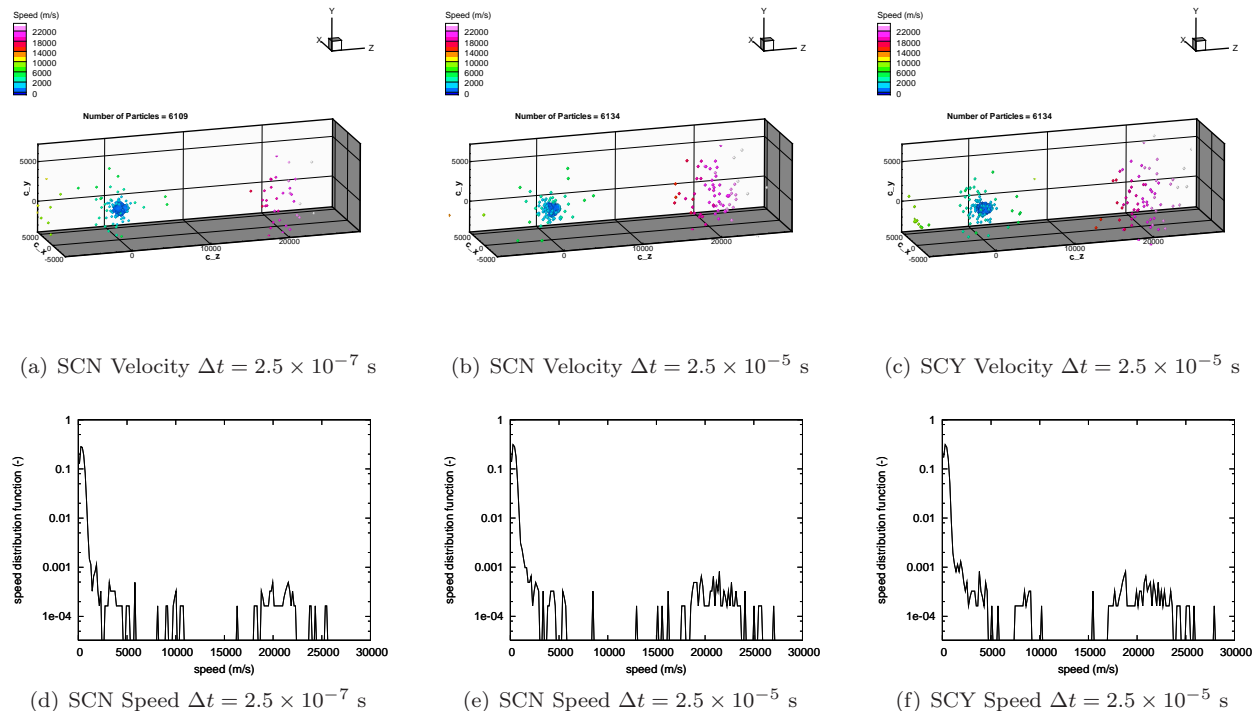 Speed (m/s)
22000
18000
14000
10000
6000
2000
0
Y
X
Z
Number of Particles = 6109
5000
0
c_y
5000
0
-5000
c_x
0
10000
20000
c_z
(a) SCN Velocity Δt = 2.5 × 10⁻⁷ s
Speed (m/s)
22000
18000
14000
10000
6000
2000
0
Y
X
Z
Number of Particles = 6134
5000
0
c_y
5000
0
-5000
c_x
0
10000
20000
c_z
(b) SCN Velocity Δt = 2.5 × 10⁻⁵ s
Speed (m/s)
22000
18000
14000
10000
6000
2000
0
Y
X
Z
Number of Particles = 6134
5000
0
c_y
5000
0
-5000
c_x
0
10000
20000
c_z
(c) SCY Velocity Δt = 2.5 × 10⁻⁵ s
speed distribution function (-)
1
0.1
0.01
0.001
1e-04
0 5000 10000 15000 20000 25000 30000
speed (m/s)
(d) SCN Speed Δt = 2.5 × 10⁻⁷ s
speed distribution function (-)
1
0.1
0.01
0.001
1e-04
0 5000 10000 15000 20000 25000 30000
speed (m/s)
(e) SCN Speed Δt = 2.5 × 10⁻⁵ s
speed distribution function (-)
1
0.1
0.01
0.001
1e-04
0 5000 10000 15000 20000 25000 30000
speed (m/s)
(f) SCY Speed Δt = 2.5 × 10⁻⁵ s